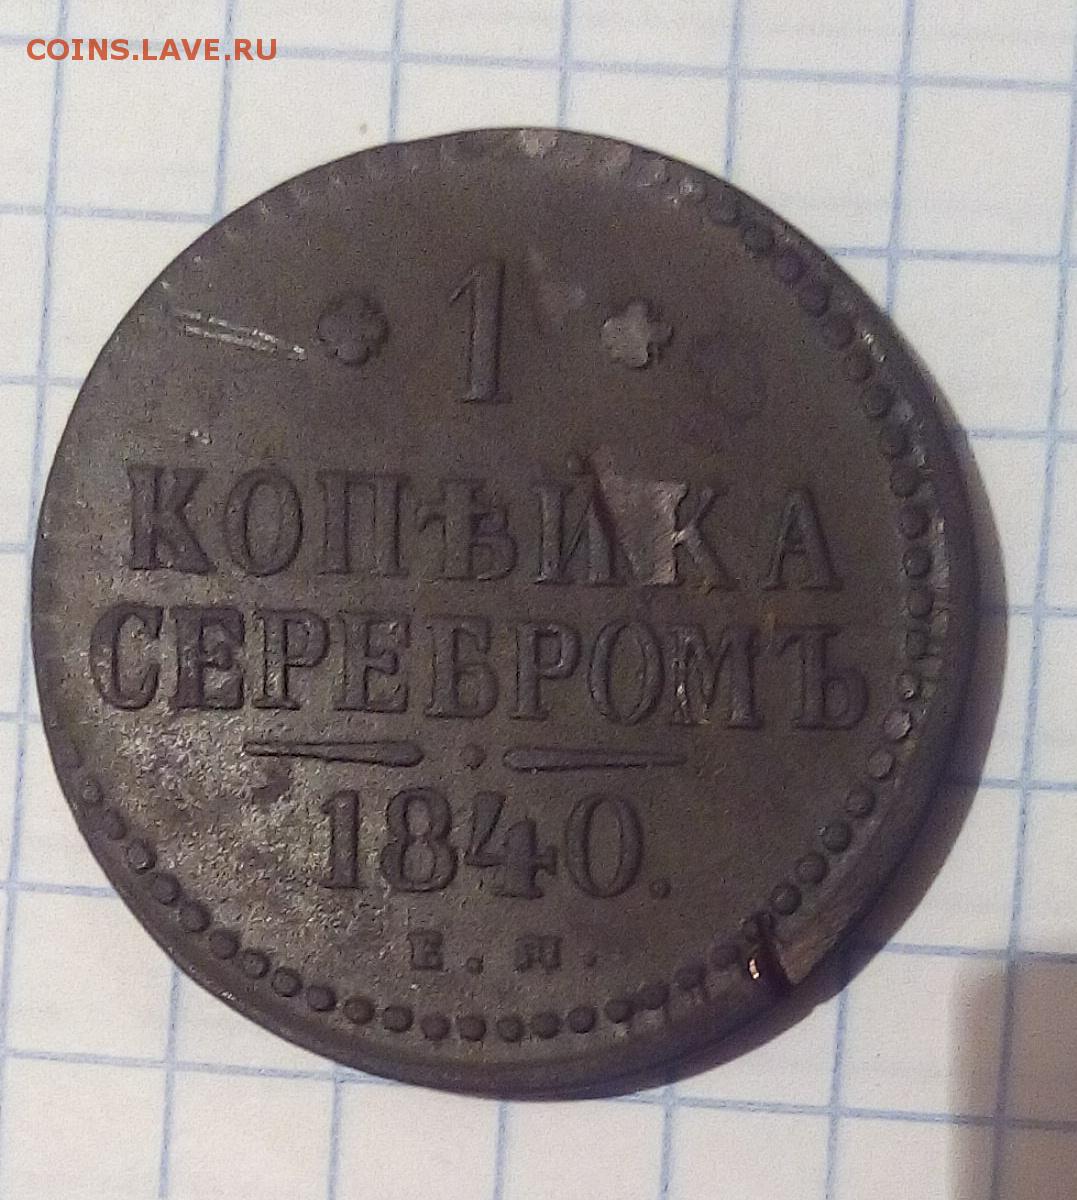 COINS.LAVE.RU
1
КОПѢЙКА
СЕРЕБРОМЪ
1840.
Е. М.